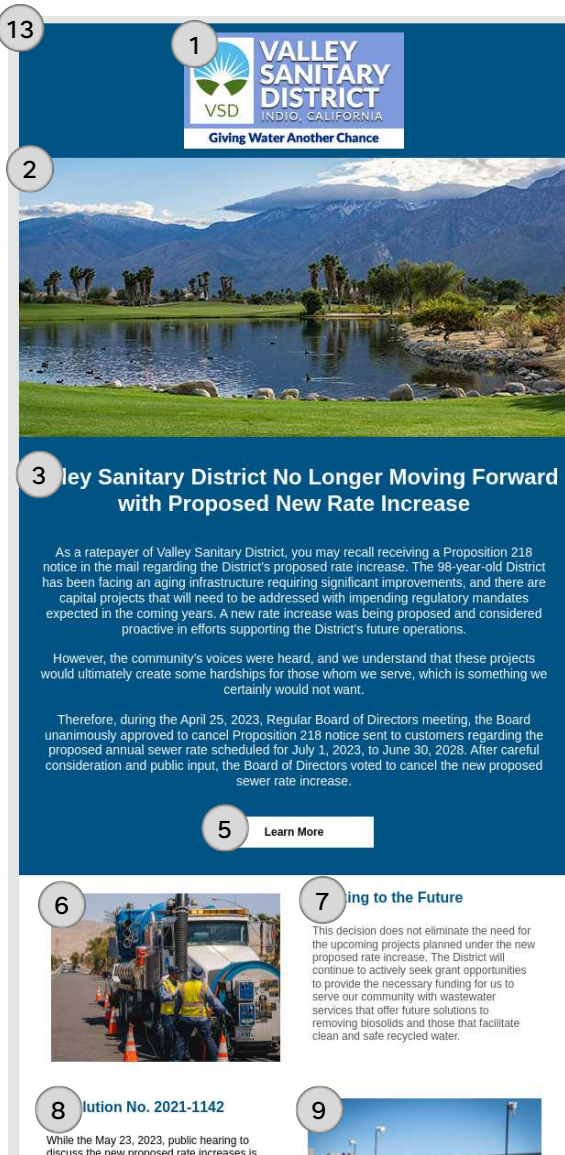 13
1
VALLEY
SANITARY
DISTRICT
INDIO, CALIFORNIA
VSD
Giving Water Another Chance
2
3
ley Sanitary District No Longer Moving Forward
with Proposed New Rate Increase
As a ratepayer of Valley Sanitary District, you may recall receiving a Proposition 218
notice in the mail regarding the District's proposed rate increase. The 98-year-old District
has been facing an aging infrastructure requiring significant improvements, and there are
capital projects that will need to be addressed with impending regulatory mandates
expected in the coming years. A new rate increase was being proposed and considered
proactive in efforts supporting the District's future operations.
However, the community's voices were heard, and we understand that these projects
would ultimately create some hardships for those whom we serve, which is something we
certainly would not want.
Therefore, during the April 25, 2023, Regular Board of Directors meeting, the Board
unanimously approved to cancel Proposition 218 notice sent to customers regarding the
proposed annual sewer rate scheduled for July 1, 2023, to June 30, 2028. After careful
consideration and public input, the Board of Directors voted to cancel the new proposed
sewer rate increase.
5
Learn More
6
7
ing to the Future
This decision does not eliminate the need for
the upcoming projects planned under the new
proposed rate increase. The District will
continue to actively seek grant opportunities
to provide the necessary funding for us to
serve our community with wastewater
services that offer future solutions to
removing biosolids and those that facilitate
clean and safe recycled water.
8
lution No. 2021-1142
9
While the May 23, 2023, public hearing to
discuss the new proposed rate increases is